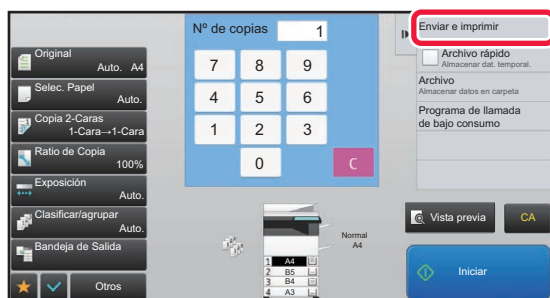 Original
Auto. A4
Selec. Papel
Auto.
Copia 2-Caras
1-Cara→1-Cara
Ratio de Copia
100%
Exposición
Auto.
Clasificar/agrupar
Auto.
Bandeja de Salida
Otros
Nº de copias 1
7 8 9
4 5 6
1 2 3
0 C
Normal
A4
1 A4
2 B5
3 B4
4 A3
Enviar e imprimir
Archivo rápido
Almacenar dat. temporal.
Archivo
Almacenar datos en carpeta
Programa de llamada
de bajo consumo
Vista previa CA
Iniciar